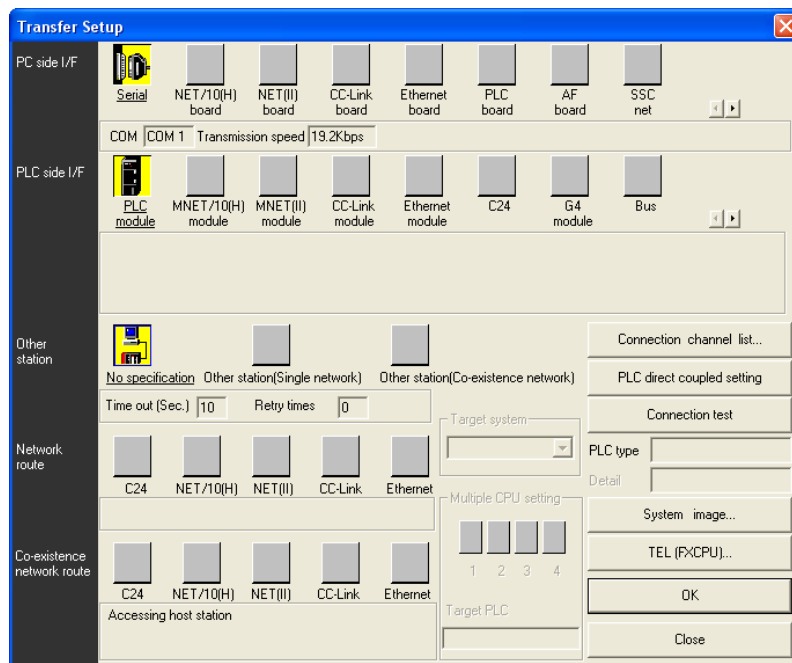 Transfer Setup
PC side I/F
Serial
NET/10(H)
board
NET(II)
board
CC-Link
board
Ethernet
board
PLC
board
AF
board
SSC
net
COM COM 1 Transmission speed 19.2Kbps
PLC side I/F
PLC
module
MNET/10(H)
module
MNET(II)
module
CC-Link
module
Ethernet
module
C24
G4
module
Bus
Other
station
No specification Other station(Single network) Other station(Co-existence network)
Time out (Sec.) 10 Retry times 0
Connection channel list...
PLC direct coupled setting
Connection test
Target system
PLC type
Detail
Network
route
C24 NET/10(H) NET(II) CC-Link Ethernet
Multiple CPU setting
1 2 3 4
Target PLC
System image...
TEL (FXCPU)...
OK
Close
Co-existence
network route
C24 NET/10(H) NET(II) CC-Link Ethernet
Accessing host station